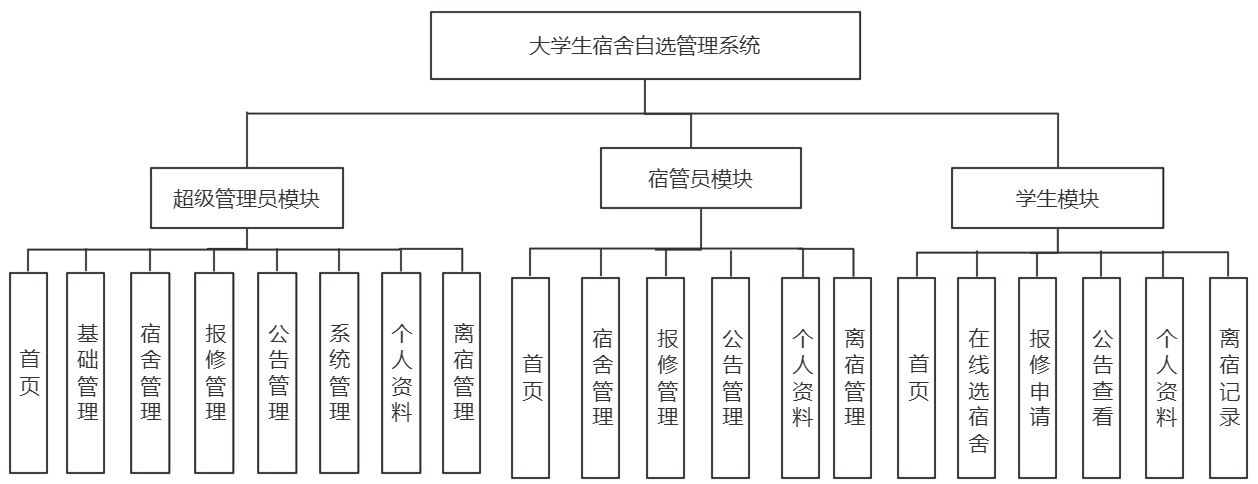 大学生宿舍自选管理系统
超级管理员模块
宿管员模块
学生模块
首页
基础管理
宿舍管理
报修管理
公告管理
系统管理
个人资料
离宿管理
首页
宿舍管理
报修管理
公告管理
个人资料
离宿管理
首页
在线选宿舍
报修申请
公告查看
个人资料
离宿记录